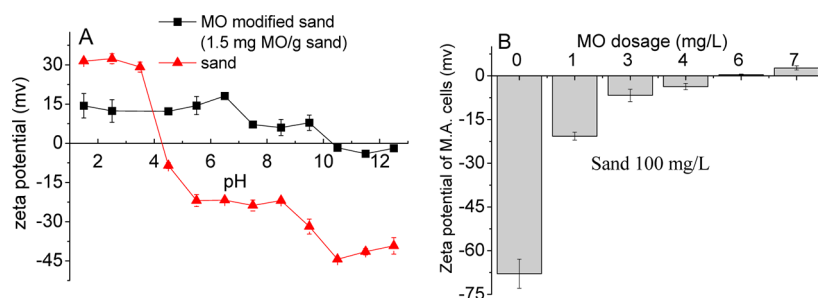 A
MO modified sand
(1.5 mg MO/g sand)
sand
zeta potential (mv)
30
15
0
-15
-30
-45
2 4 6 8 10 12
pH
B
MO dosage (mg/L)
0 1 3 4 6 7
Zeta potential of M.A. cells (mv)
0
-15
-30
-45
-60
-75
Sand 100 mg/L